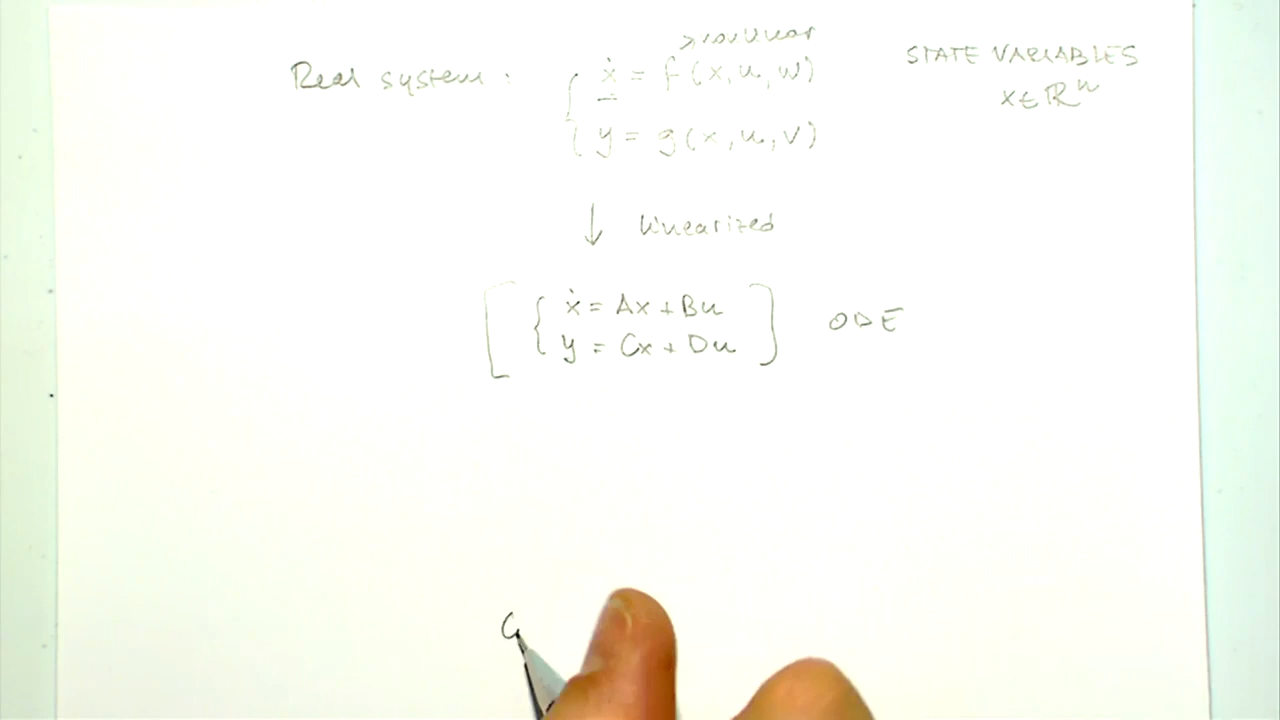 nonlinear
Real system : { ẋ = f(x, u, w)
y = g(x, u, v)
STATE VARIABLES
x ∈ ℝⁿ
↓ linearized
[ { ẋ = Ax + Bu ] ODE
y = Cx + Du
G